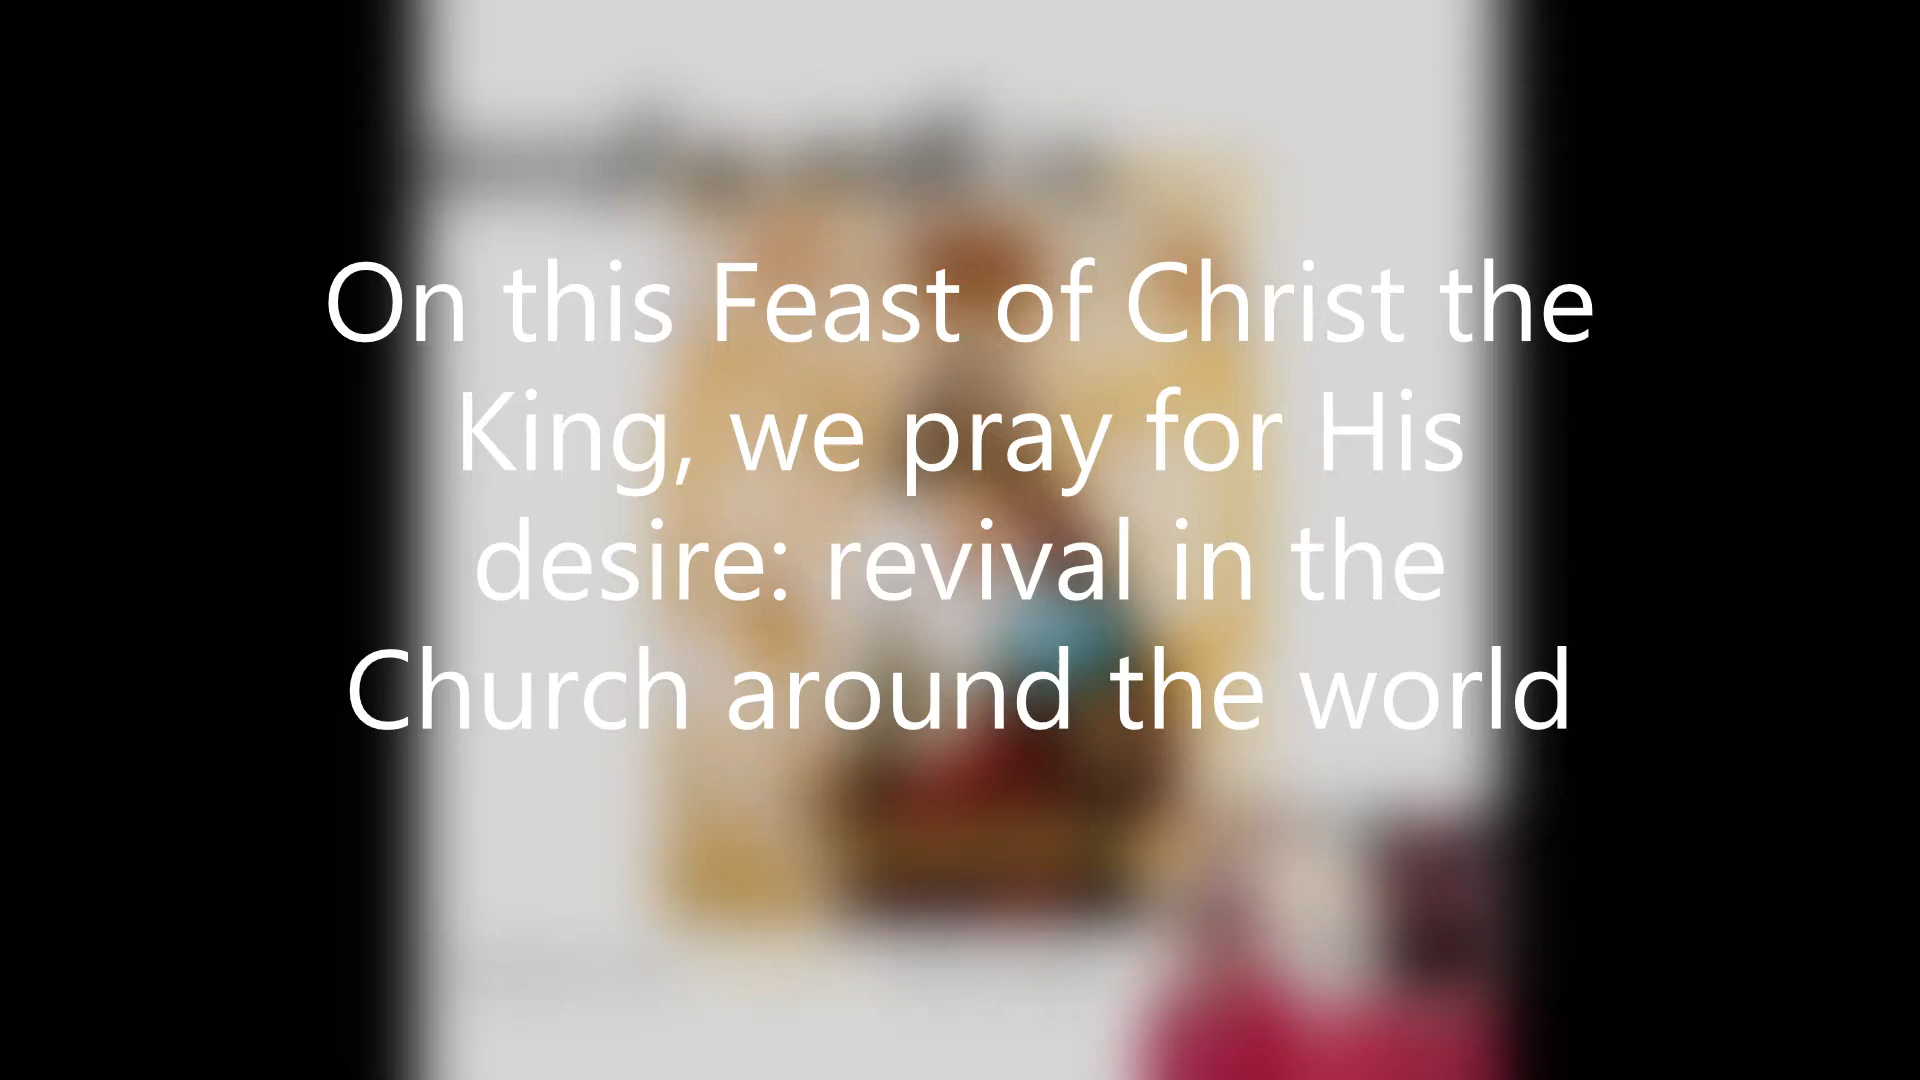 On this Feast of Christ the
King, we pray for His
desire: revival in the
Church around the world